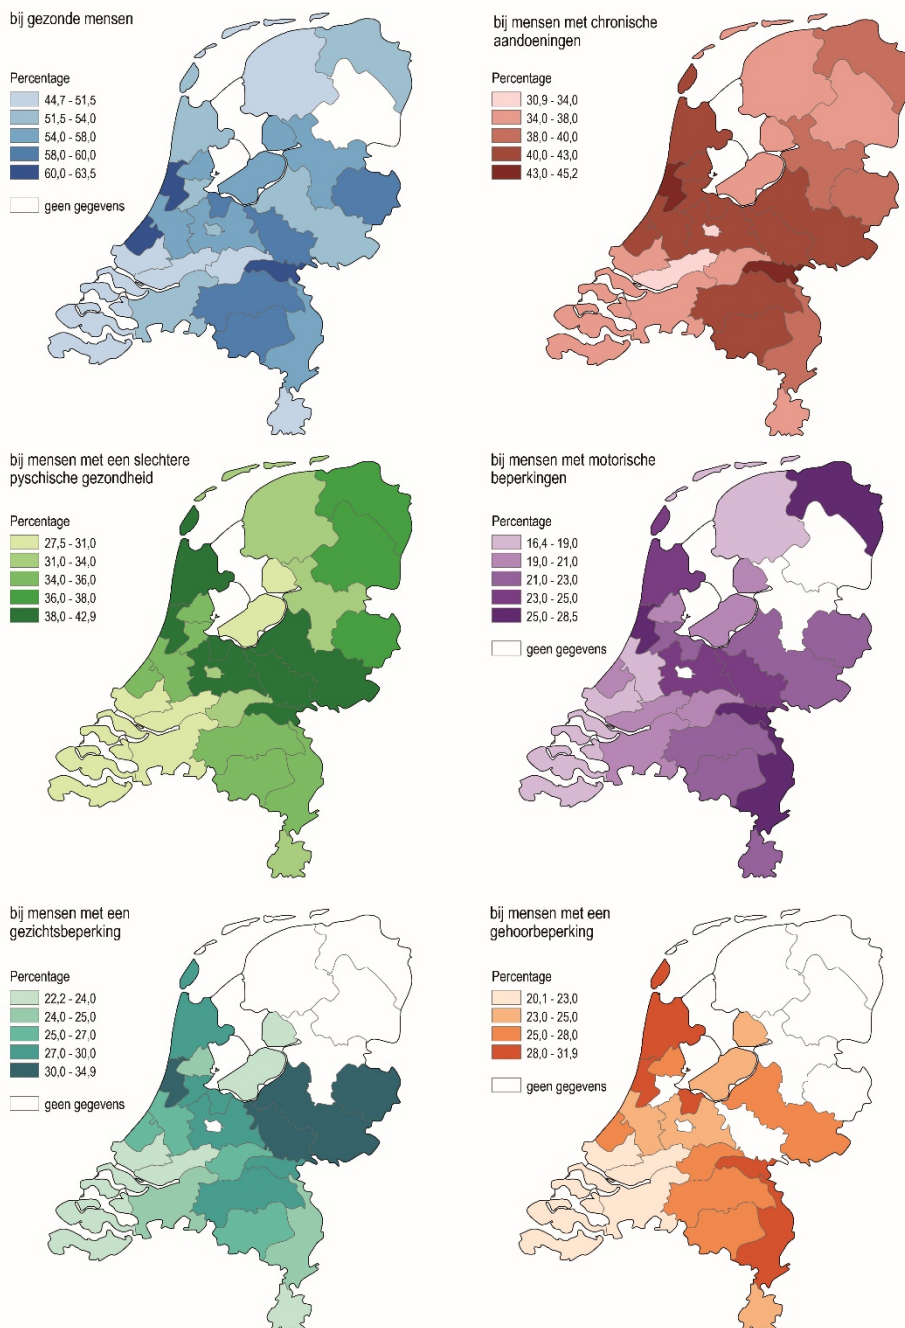 bij gezonde mensen
Percentage
44,7 - 51,5
51,5 - 54,0
54,0 - 58,0
58,0 - 60,0
60,0 - 63,5
geen gegevens
bij mensen met chronische
aandoeningen
Percentage
30,9 - 34,0
34,0 - 38,0
38,0 - 40,0
40,0 - 43,0
43,0 - 45,2
bij mensen met een slechtere
pyschische gezondheid
Percentage
27,5 - 31,0
31,0 - 34,0
34,0 - 36,0
36,0 - 38,0
38,0 - 42,9
bij mensen met motorische
beperkingen
Percentage
16,4 - 19,0
19,0 - 21,0
21,0 - 23,0
23,0 - 25,0
25,0 - 28,5
geen gegevens
bij mensen met een
gezichtsbeperking
Percentage
22,2 - 24,0
24,0 - 25,0
25,0 - 27,0
27,0 - 30,0
30,0 - 34,9
geen gegevens
bij mensen met een
gehoorbeperking
Percentage
20,1 - 23,0
23,0 - 25,0
25,0 - 28,0
28,0 - 31,9
geen gegevens